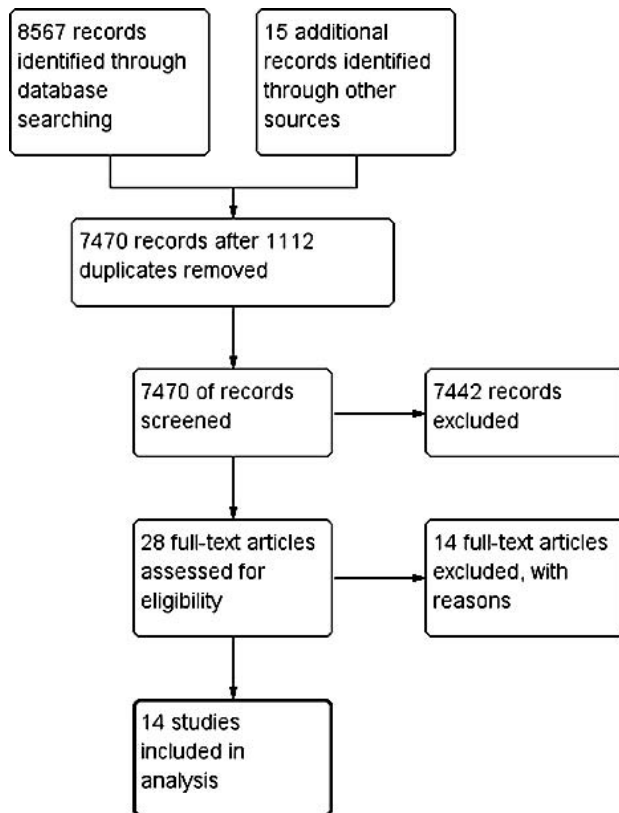 8567 records
identified through
database
searching
15 additional
records identified
through other
sources
7470 records after 1112
duplicates removed
7470 of records
screened
7442 records
excluded
28 full-text articles
assessed for
eligibility
14 full-text articles
excluded, with
reasons
14 studies
included in
analysis